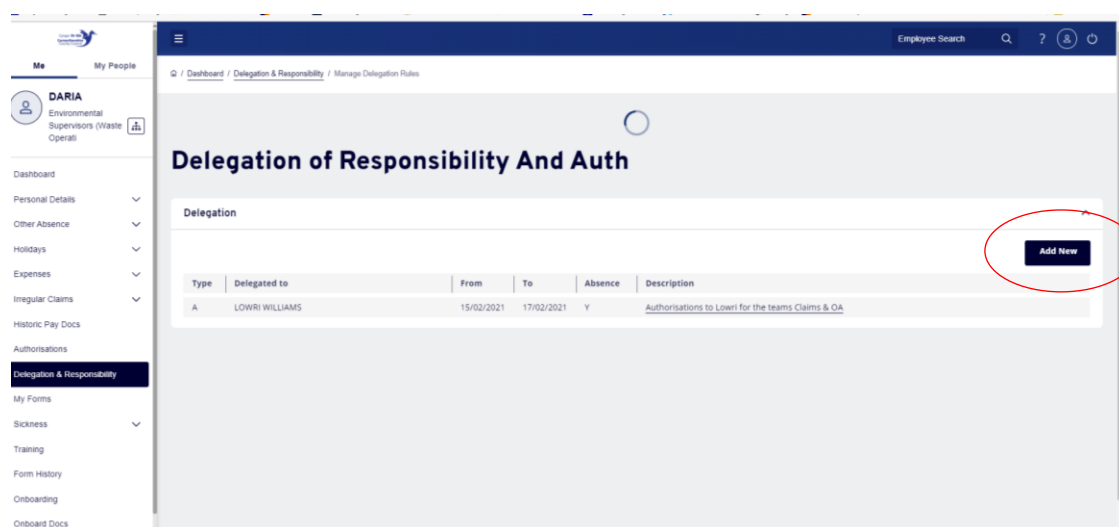 Employee Search
?
Me
My People
/ Dashboard / Delegation & Responsibility / Manage Delegation Rules
DARIA
Environmental
Supervisors (Waste
Operati
Delegation of Responsibility And Auth
Dashboard
Personal Details
Other Absence
Holidays
Expenses
Irregular Claims
Historic Pay Docs
Authorisations
Delegation & Responsibility
My Forms
Sickness
Training
Form History
Onboarding
Onboard Docs
Delegation
Add New
Type Delegated to From To Absence Description
A LOWRI WILLIAMS 15/02/2021 17/02/2021 Y Authorisations to Lowri for the teams Claims & OA